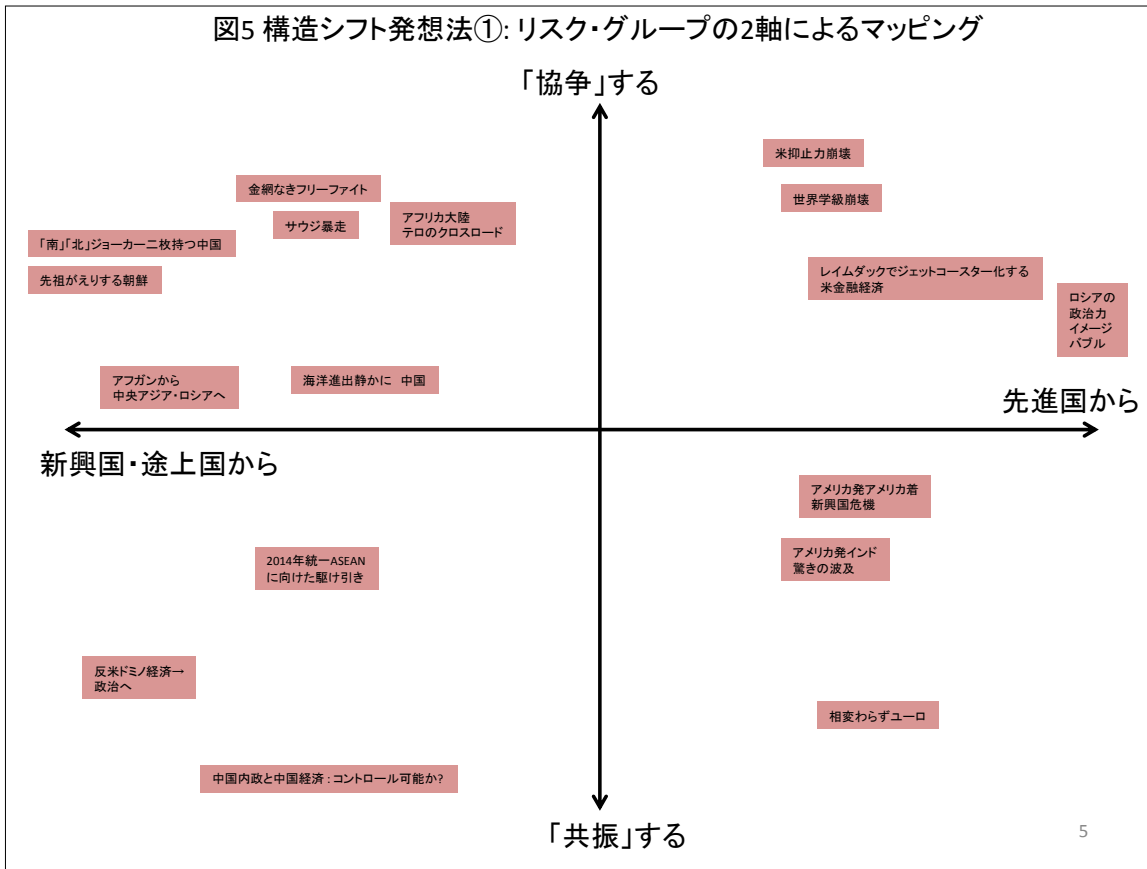 図5 構造シフト発想法①: リスク・グループの2軸によるマッピング
「協争」する
米抑止力崩壊
金網なきフリーファイト
世界学級崩壊
サウジ暴走
アフリカ大陸
テロのクロスロード
「南」「北」ジョーカー二枚持つ中国
先祖がえりする朝鮮
レイムダックでジェットコースター化する
米金融経済
ロシアの
政治力
イメージ
バブル
アフガンから
中央アジア・ロシアへ
海洋進出静かに 中国
先進国から
新興国・途上国から
アメリカ発アメリカ着
新興国危機
アメリカ発インド
驚きの波及
2014年統一ASEAN
に向けた駆け引き
反米ドミノ経済→
政治へ
相変わらずユーロ
中国内政と中国経済：コントロール可能か?
「共振」する
5